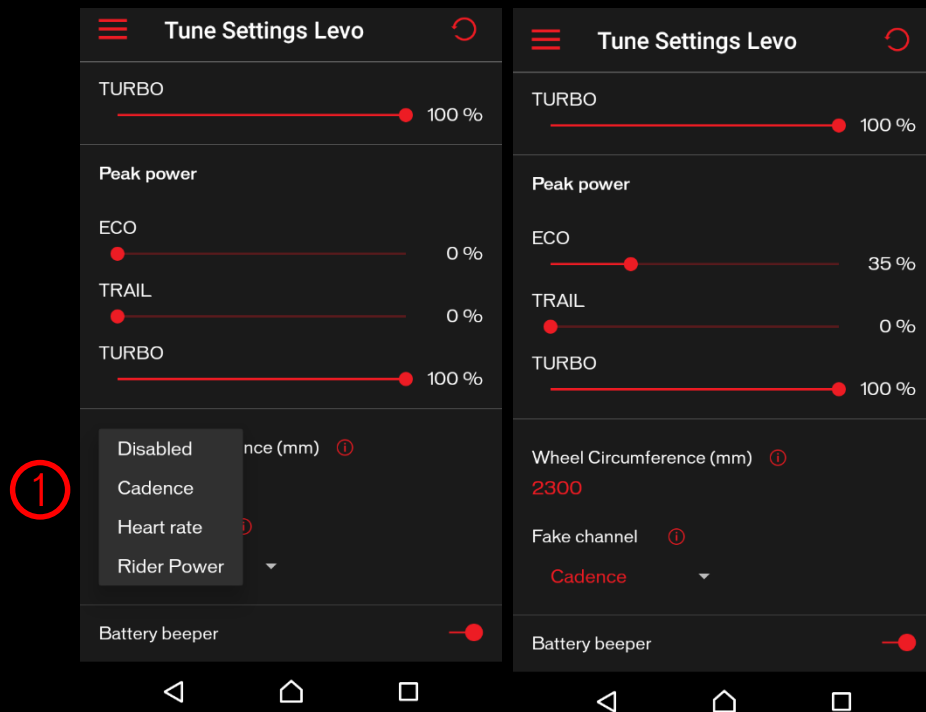 Tune Settings Levo
TURBO
100 %
Peak power
ECO
0 %
TRAIL
0 %
TURBO
100 %
nce (mm)
Disabled
Cadence
Heart rate
Rider Power
Battery beeper
1
Tune Settings Levo
TURBO
100 %
Peak power
ECO
35 %
TRAIL
0 %
TURBO
100 %
Wheel Circumference (mm)
2300
Fake channel
Cadence
Battery beeper